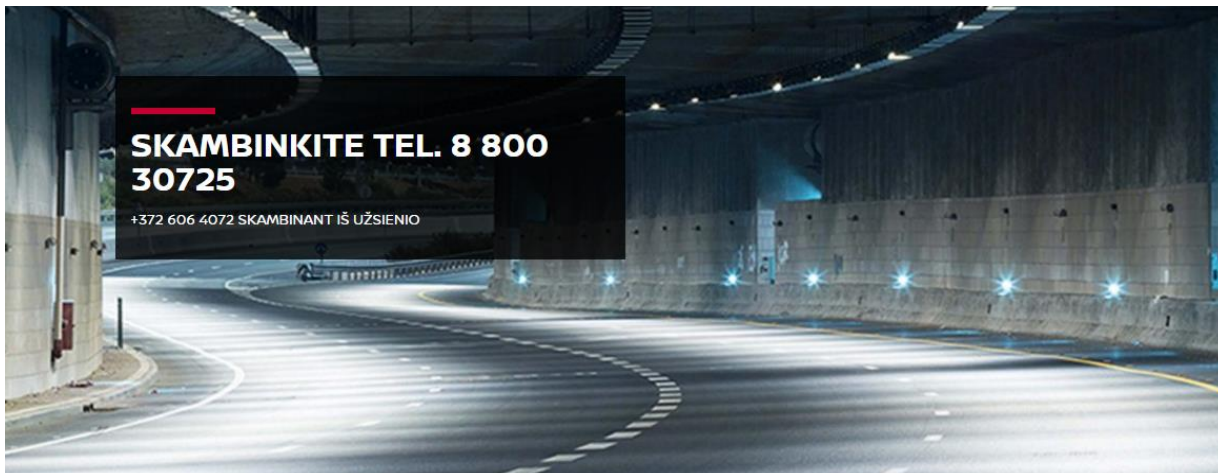 SKAMBINKITE TEL. 8 800
30725
+372 606 4072 SKAMBINANT IŠ UŽSIENIO